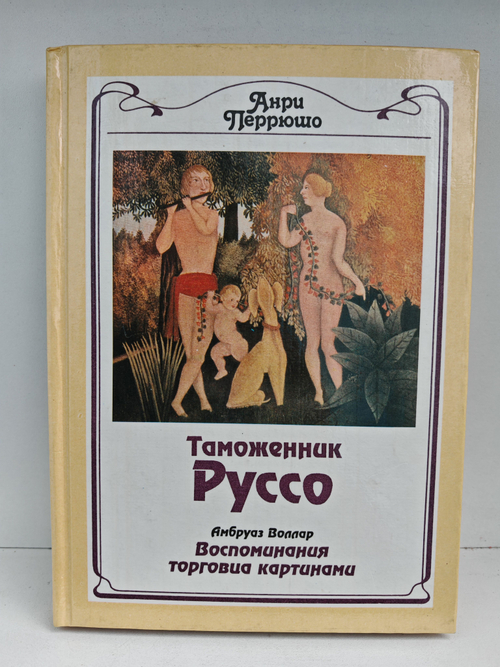 Анри
Перрюшо
Таможенник
Руссо
Амбруаз Воллар
Воспоминания
торговца картинами